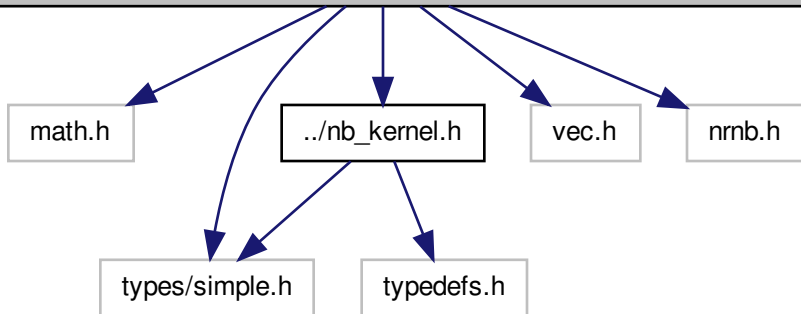 math.h
../nb_kernel.h
vec.h
nrnb.h
types/simple.h
typedefs.h